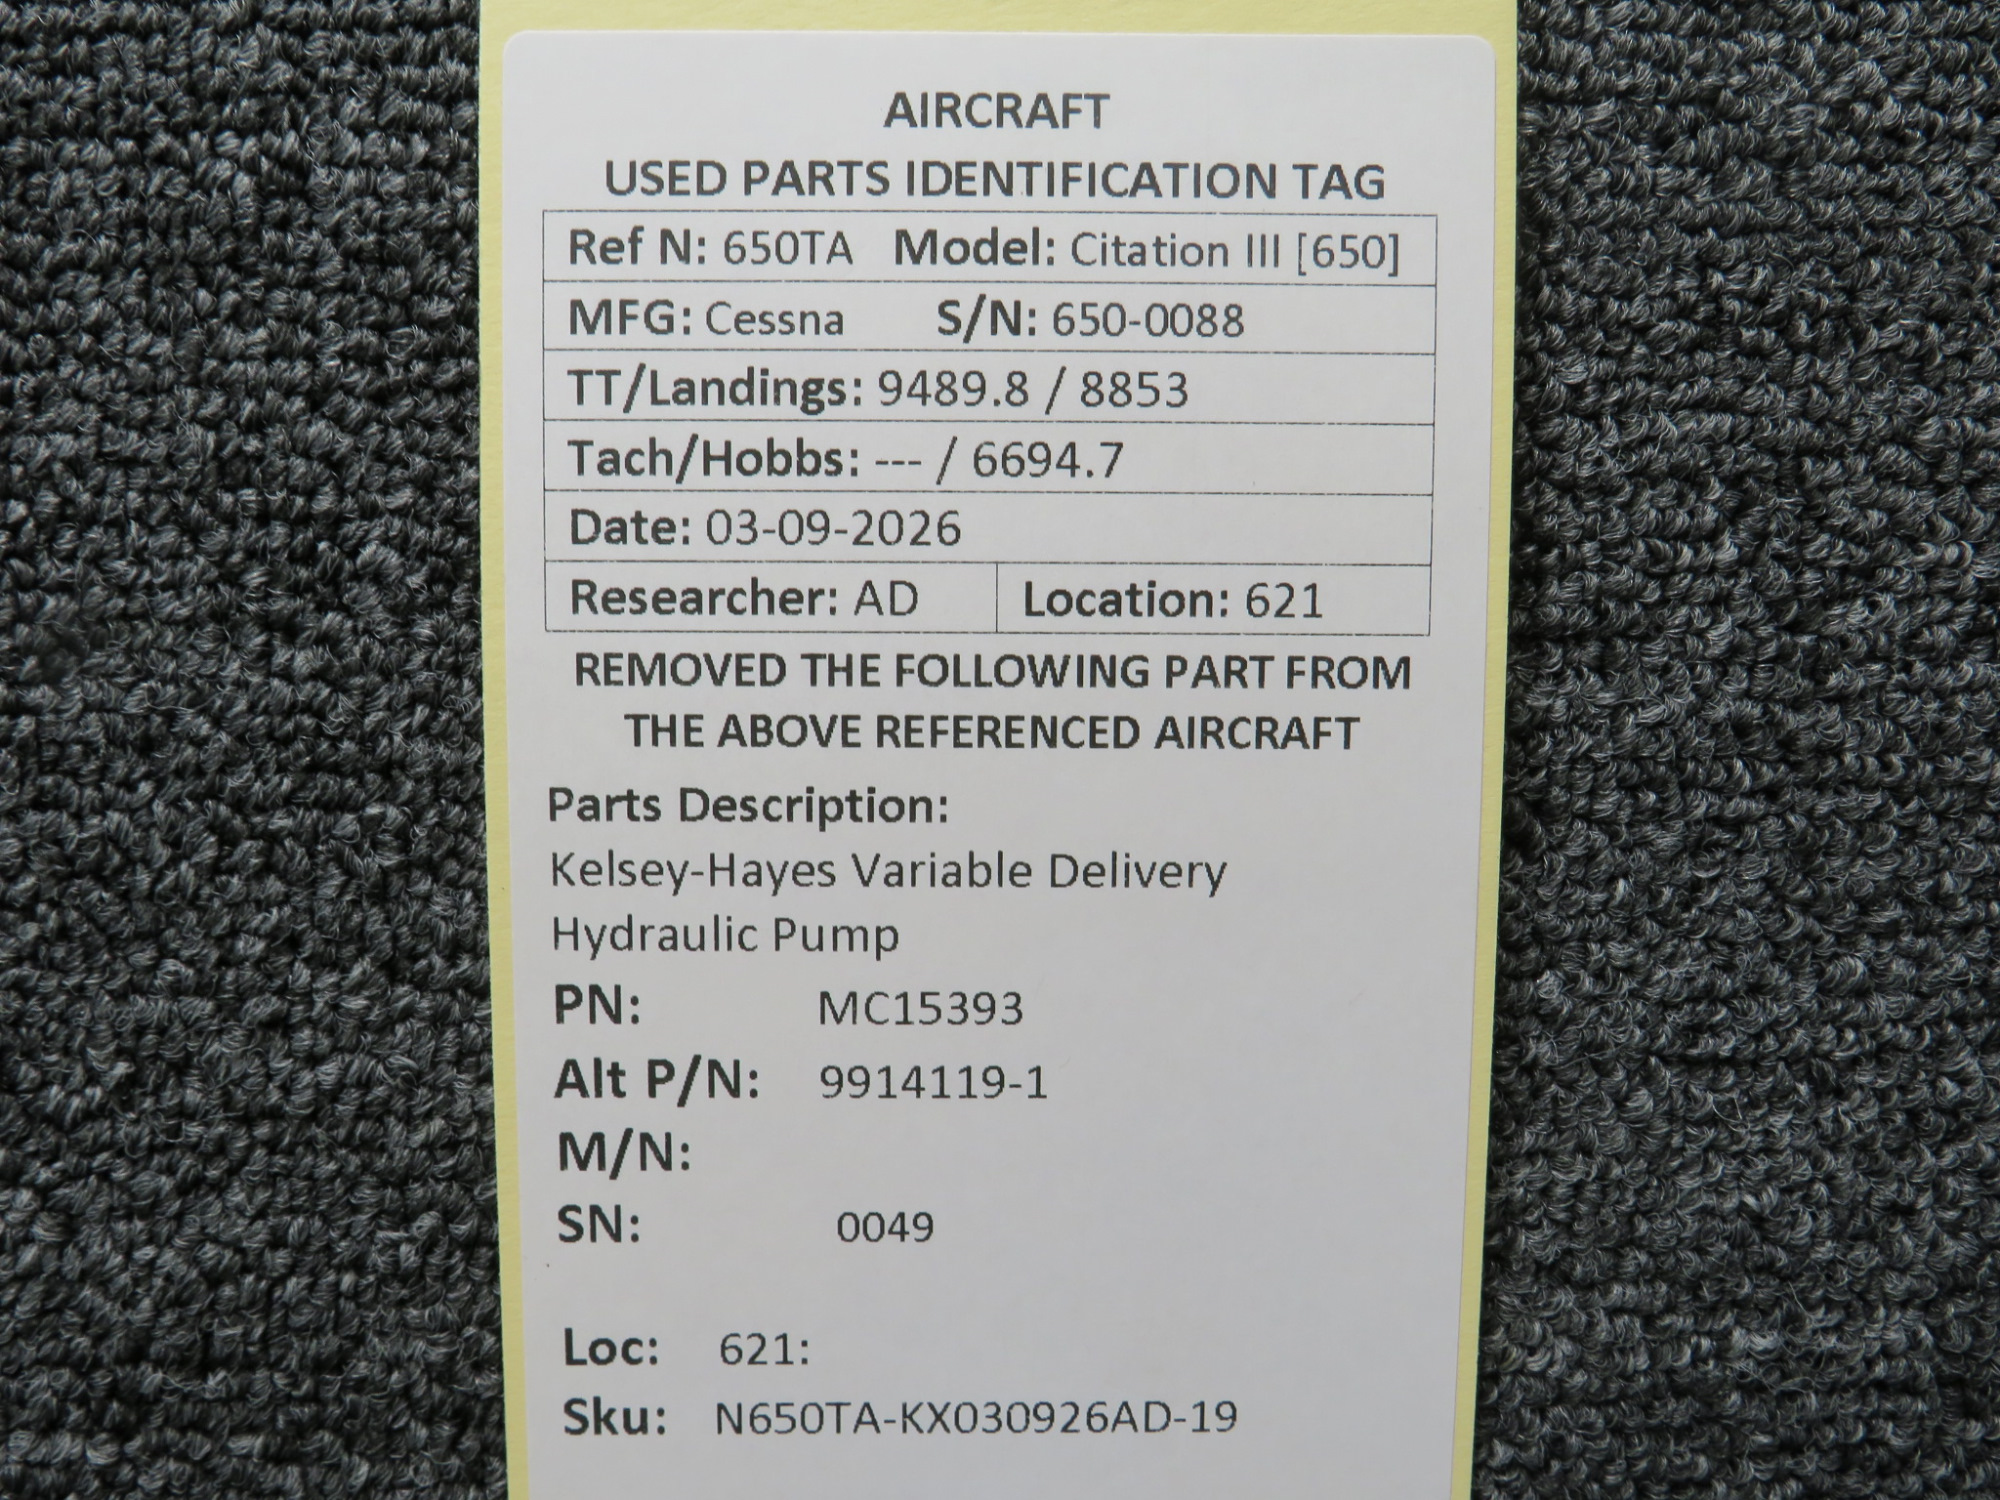 AIRCRAFT
USED PARTS IDENTIFICATION TAG
Ref N: 650TA Model: Citation III [650]
MFG: Cessna S/N: 650-0088
TT/Landings: 9489.8 / 8853
Tach/Hobbs: --- / 6694.7
Date: 03-09-2026
Researcher: AD Location: 621
REMOVED THE FOLLOWING PART FROM
THE ABOVE REFERENCED AIRCRAFT
Parts Description:
Kelsey-Hayes Variable Delivery
Hydraulic Pump
PN: MC15393
Alt P/N: 9914119-1
M/N:
SN: 0049
Loc: 621:
Sku: N650TA-KX030926AD-19